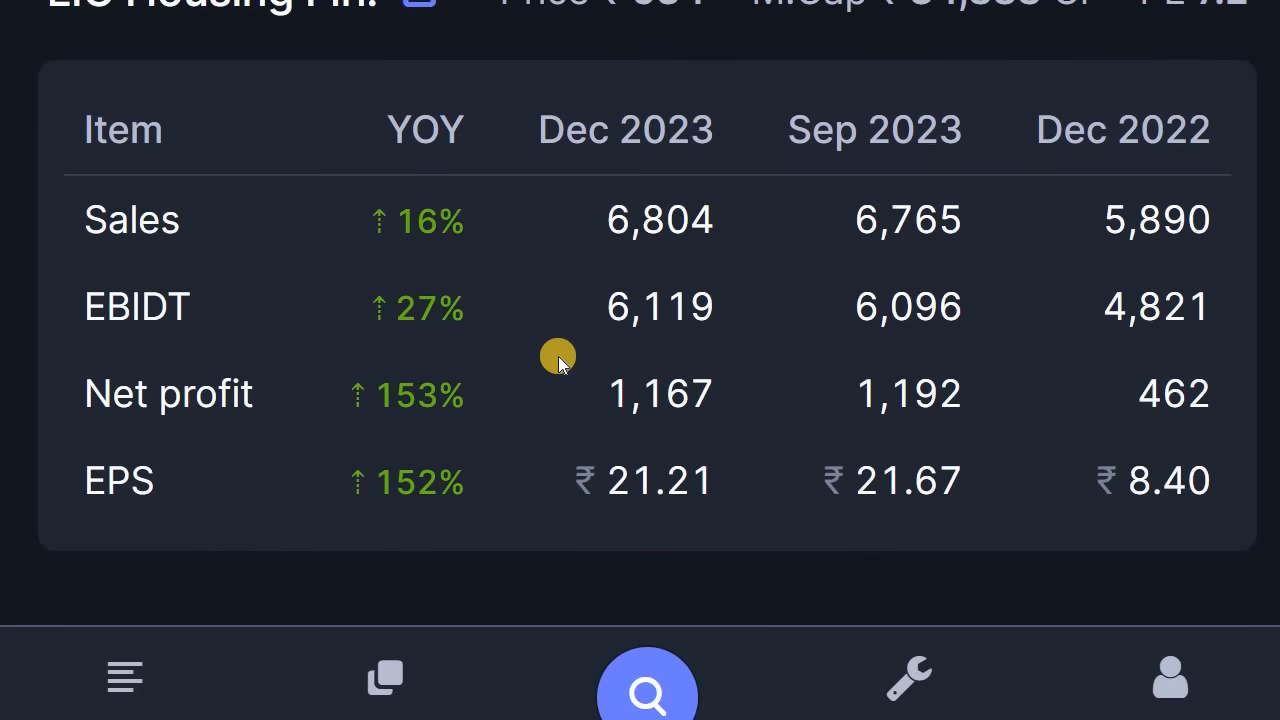 Item YOY Dec 2023 Sep 2023 Dec 2022
Sales ⇡ 16% 6,804 6,765 5,890
EBIDT ⇡ 27% 6,119 6,096 4,821
Net profit ⇡ 153% 1,167 1,192 462
EPS ⇡ 152% ₹ 21.21 ₹ 21.67 ₹ 8.40